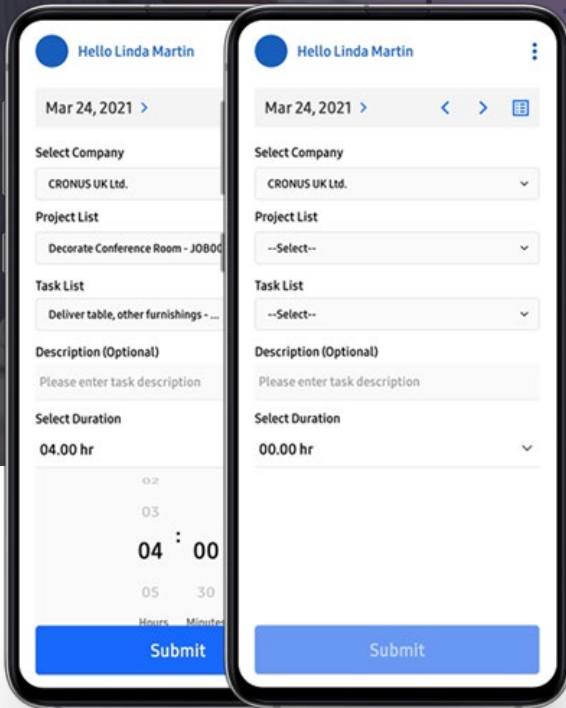 Hello Linda Martin
Mar 24, 2021 >
Select Company
CRONUS UK Ltd.
Project List
Decorate Conference Room - JOB00
Task List
Deliver table, other furnishings - ...
Description (Optional)
Please enter task description
Select Duration
04.00 hr
02
03
04 : 00
05 30
Hours Minutes
Submit
Hello Linda Martin
Mar 24, 2021 >
Select Company
CRONUS UK Ltd.
Project List
--Select--
Task List
--Select--
Description (Optional)
Please enter task description
Select Duration
00.00 hr
Submit